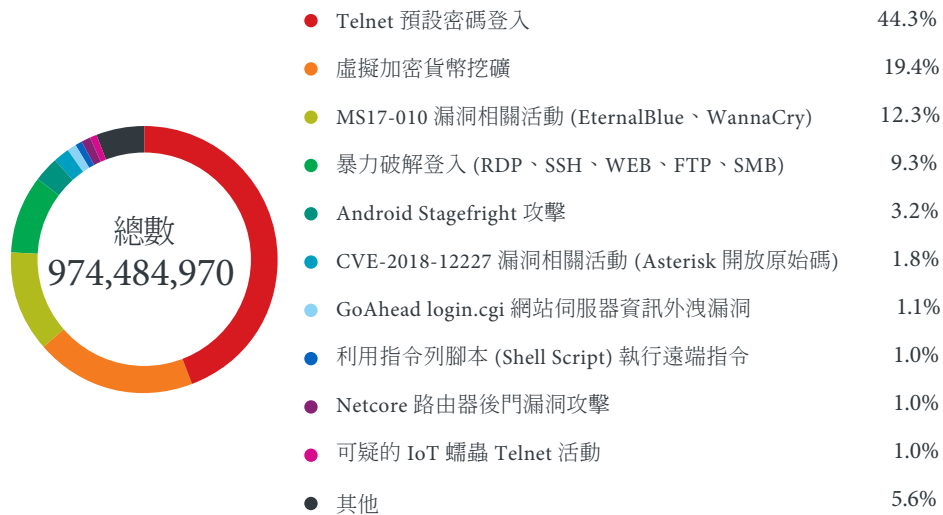 Telnet 預設密碼登入 44.3%
虛擬加密貨幣挖礦 19.4%
MS17-010 漏洞相關活動 (EternalBlue、WannaCry) 12.3%
暴力破解登入 (RDP、SSH、WEB、FTP、SMB) 9.3%
Android Stagefright 攻擊 3.2%
CVE-2018-12227 漏洞相關活動 (Asterisk 開放原始碼) 1.8%
GoAhead login.cgi 網站伺服器資訊外洩漏洞 1.1%
利用指令列腳本 (Shell Script) 執行遠端指令 1.0%
Netcore 路由器後門漏洞攻擊 1.0%
可疑的 IoT 蠕蟲 Telnet 活動 1.0%
其他 5.6%
總數
974,484,970